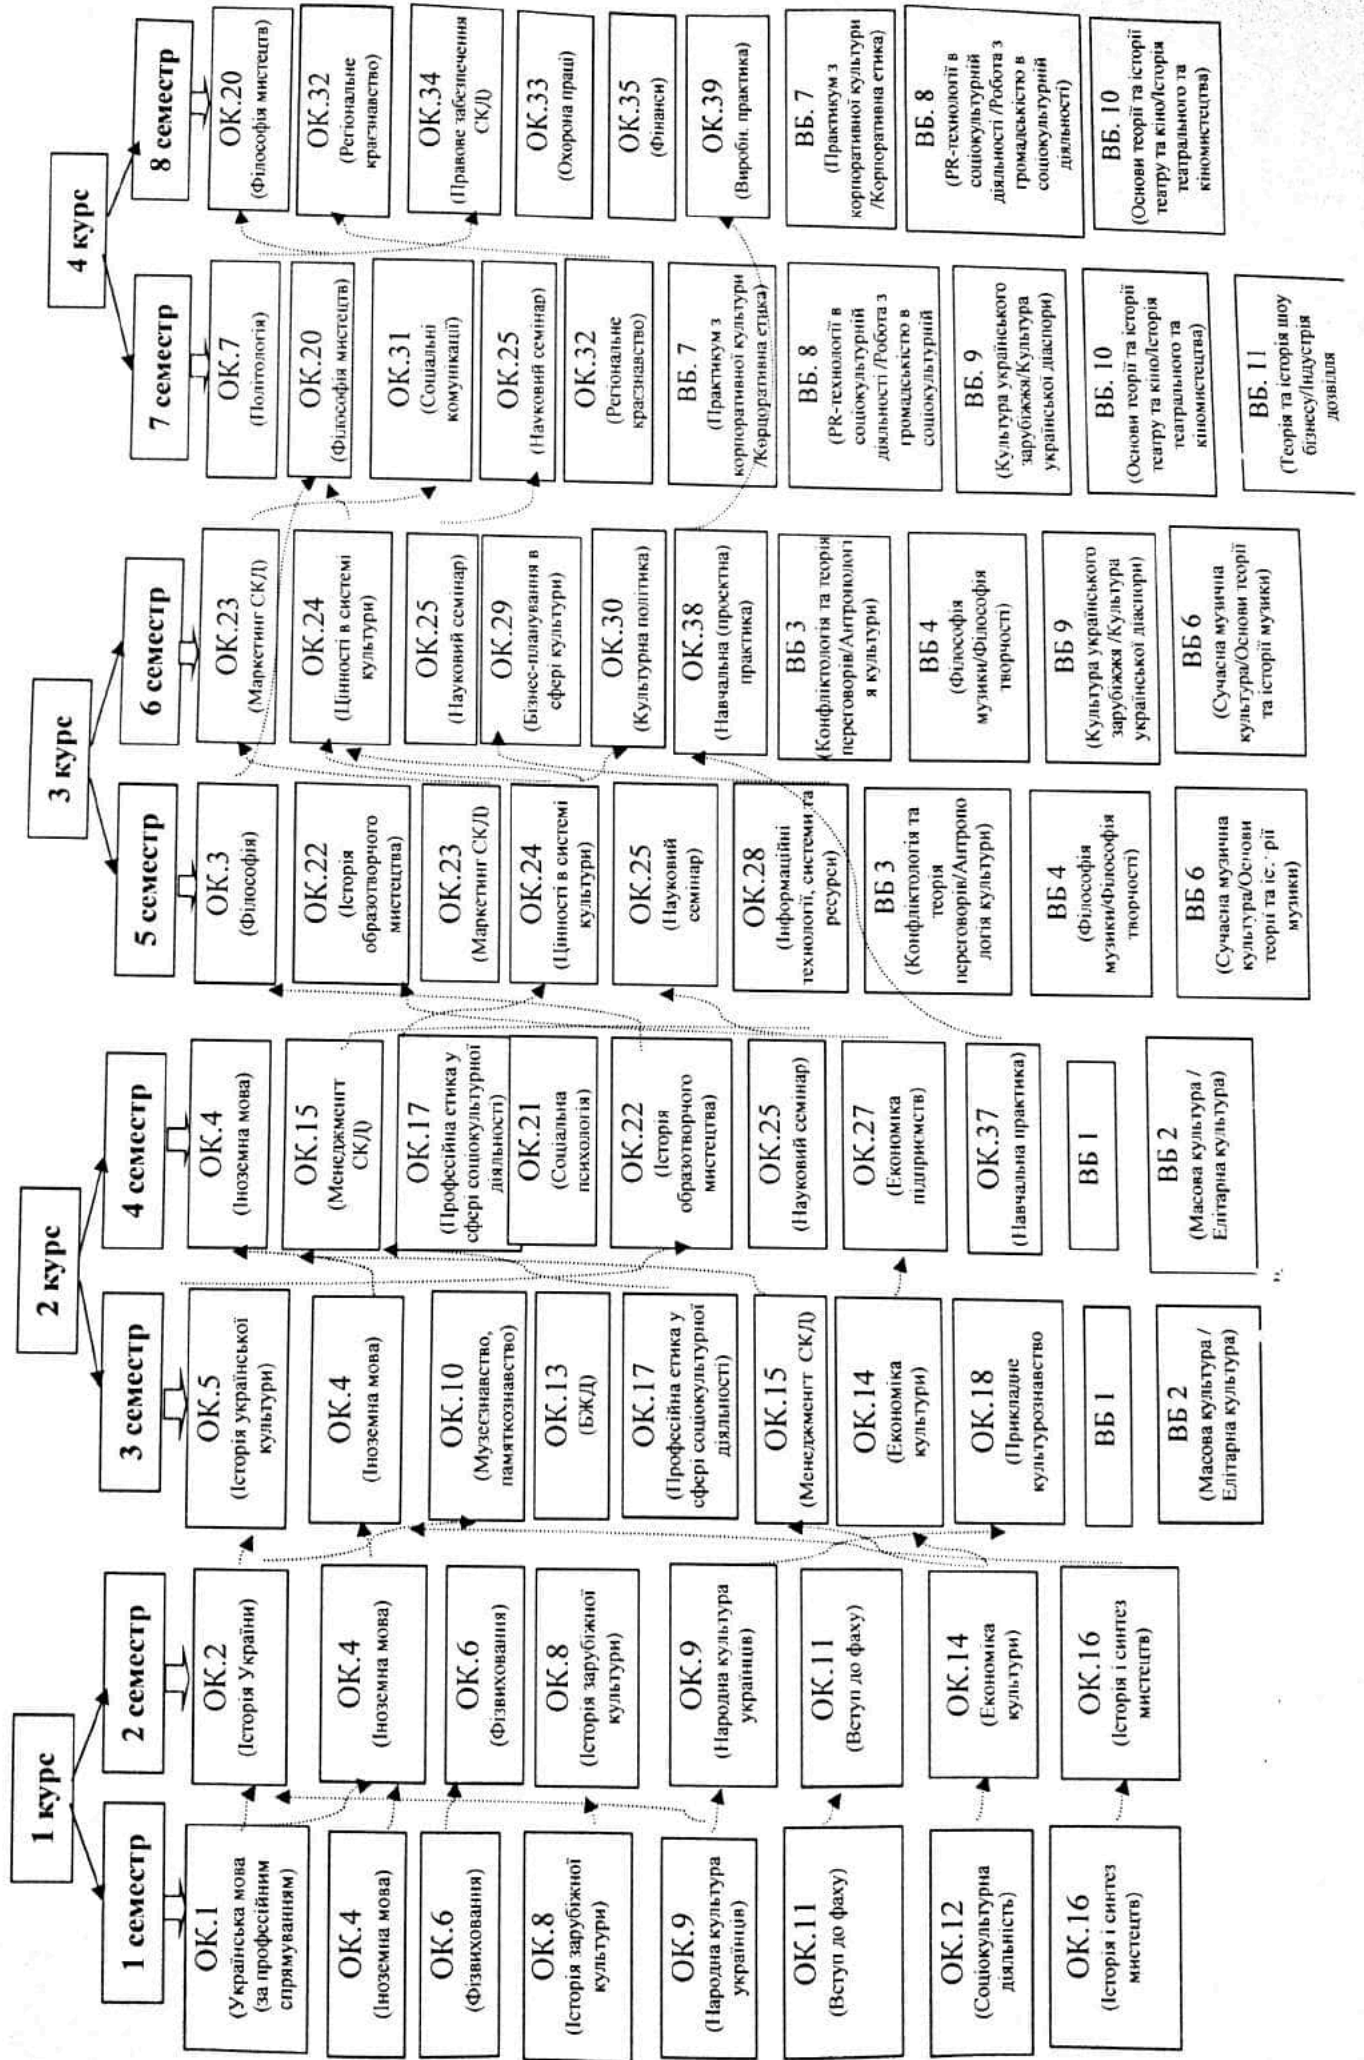 1 курс
1 семестр
ОК.1
(Українська мова
(за професійним
спрямуванням)
ОК.4
(Іноземна мова)
ОК.6
(Фізвиховання)
ОК.8
(Історія зарубіжної
культури)
ОК.9
(Народна культура
українців)
ОК.11
(Вступ до фаху)
ОК.12
(Соціокультурна
діяльність)
ОК.16
(Історія і синтез
мистецтв)
2 семестр
ОК.2
(Історія України)
ОК.4
(Іноземна мова)
ОК.6
(Фізвиховання)
ОК.8
(Історія зарубіжної
культури)
ОК.9
(Народна культура
українців)
ОК.11
(Вступ до фаху)
ОК.14
(Економіка
культури)
ОК.16
(Історія і синтез
мистецтв)
2 курс
3 семестр
ОК.5
(Історія української
культури)
ОК.4
(Іноземна мова)
ОК.10
(Музеєзнавство,
памяткознавство)
ОК.13
(БЖД)
ОК.17
(Професійна етика у
сфері соціокультурної
діяльності)
ОК.15
(Менеджмент СКД)
ОК.14
(Економіка
культури)
ОК.18
(Прикладне
культурознавство
ВБ 1
ВБ 2
(Масова культура /
Елітарна культура)
4 семестр
ОК.4
(Іноземна мова)
ОК.15
(Менеджмент
СКД)
ОК.17
(Професійна етика у
сфері соцокультурної
діяльності)
ОК.21
(Соціальна
психологія)
ОК.22
(Історія
образотворчого
мистецтва)
ОК.25
(Науковий семінар)
ОК.27
(Економіка
підприємств)
ОК.37
(Навчальна практика)
ВБ 1
ВБ 2
(Масова культура /
Елітарна культура)
3 курс
5 семестр
ОК.3
(Філософія)
ОК.22
(Історія
образотворчого
мистецтва)
ОК.23
(Маркетинг СКД)
ОК.24
(Цінності в системі
культури)
ОК.25
(Науковий
семінар)
ОК.28
(Інформаційні
технології, системи та
ресурси)
ВБ 3
(Конфліктологія та
теорія
переговорів/Антропо
логія культури)
ВБ 4
(Філософія
музики/Філософія
творчості)
ВБ 6
(Сучасна музична
культура/Основи
теорії та історії
музики)
6 семестр
ОК.23
(Маркетинг СКД)
ОК.24
(Цінності в системі
культури)
ОК.25
(Науковий семінар)
ОК.29
(Бізнес-планування в
сфері культури)
ОК.30
(Культурна політика)
ОК.38
(Навчальна (проєктна)
практика)
ВБ 3
(Конфліктологія та теорія
переговорів/Антропологі
я культури)
ВБ 4
(Філософія
музики/Філософія
творчості)
ВБ 9
(Культура українського
зарубіжжя /Культура
української діаспори)
ВБ 6
(Сучасна музична
культура/Основи теорії
та історії музики)
4 курс
7 семестр
ОК.7
(Політологія)
ОК.20
(Філософія мистецтв)
ОК.31
(Соціальні
комунікації)
ОК.25
(Науковий семінар)
ОК.32
(Регіональне
краєзнавство)
ВБ. 7
(Практикум з
корпоративної культури
/Корпоративна етика)
ВБ. 8
(PR-технології в
соціокультурній
діяльності /Робота з
громадськістю в
соціокультурній
ВБ. 9
(Культура українського
зарубіжжя/Культура
української діаспори)
ВБ. 10
(Основи теорії та історії
театру та кіно/Історія
театрального та
кіномистецтва)
ВБ. 11
(Теорія та історія шоу
бізнесу/Індустрія
дозвілля
8 семестр
ОК.20
(Філософія мистецтв)
ОК.32
(Регіональне
краєзнавство)
ОК.34
(Правове забезпечення
СКД)
ОК.33
(Охорона праці)
ОК.35
(Фінанси)
ОК.39
(Виробн. практика)
ВБ. 7
(Практикум з
корпоративної культури
/Корпоративна етика)
ВБ. 8
(PR-технології в
соціокультурній
діяльності /Робота з
громадськістю в
соціокультурній
діяльності)
ВБ. 10
(Основи теорії та історії
театру та кіно/Історія
театрального та
кіномистецтва)